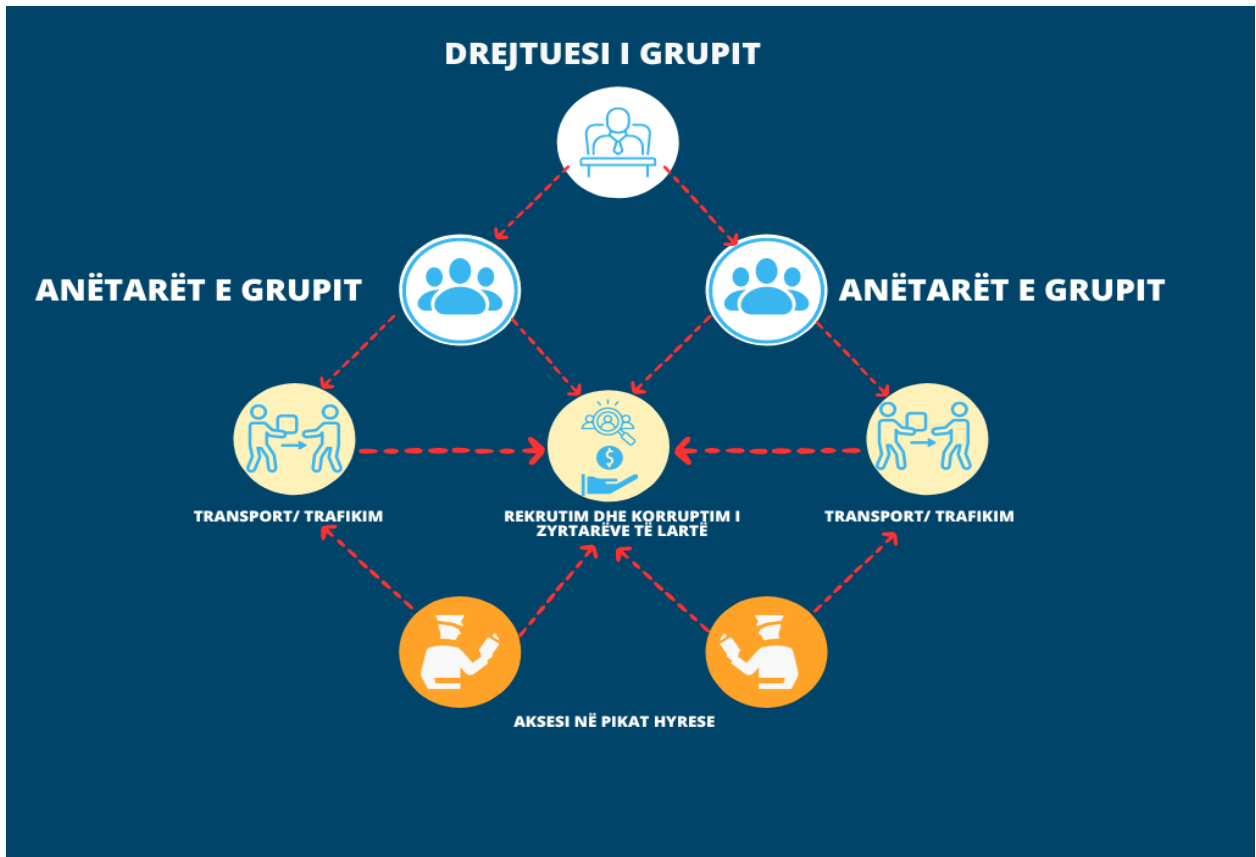 DREJTUESI I GRUPIT
ANËTARËT E GRUPIT
ANËTARËT E GRUPIT
$
TRANSPORT/ TRAFIKIM
REKRUTIM DHE KORRUPTIM I
ZYRTARËVE TË LARTË
TRANSPORT/ TRAFIKIM
AKSESI NË PIKAT HYRESE